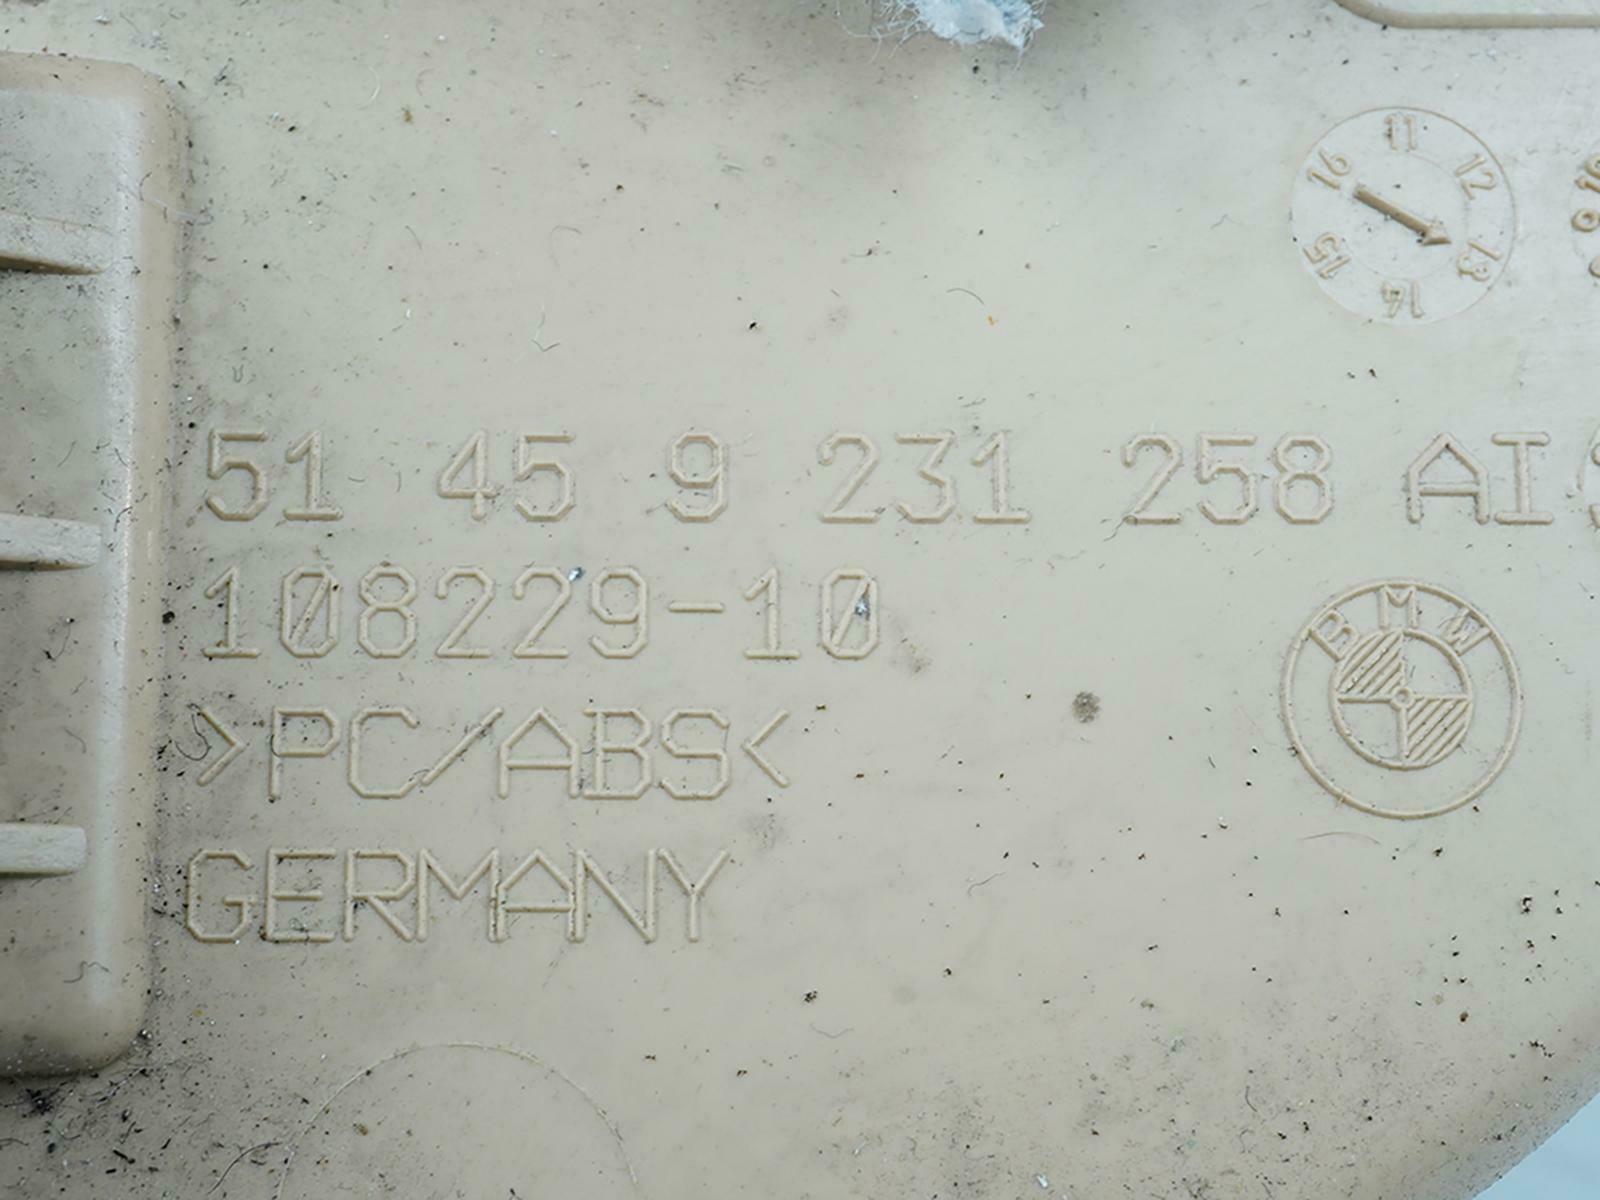 11
12
13
14
15
16
51 45 9 231 258 AI
108229-10
>PC/ABS<
GERMANY
BMW